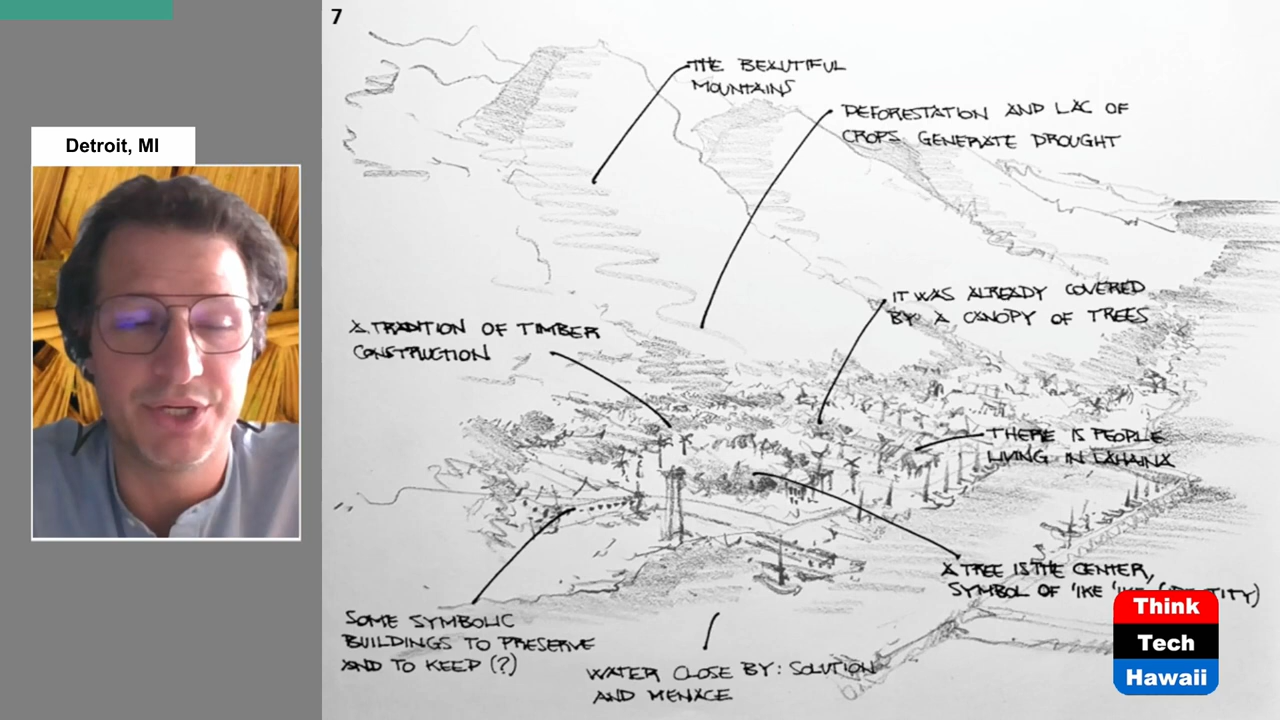 7
Detroit, MI
THE BEAUTIFUL
MOUNTAINS
DEFORESTATION AND LAC OF
CROPS GENERATE DROUGHT
IT WAS ALREADY COVERED
BY A CANOPY OF TREES
A TRADITION OF TIMBER
CONSTRUCTION
THERE IS PEOPLE
LIVING IN LAHAINA
A TREE IS THE CENTER,
SYMBOL OF 'IKE
SOME SYMBOLIC
BUILDINGS TO PRESERVE
AND TO KEEP (?)
WATER CLOSE BY: SOLUTION
AND MENACE
Think
Tech
Hawaii